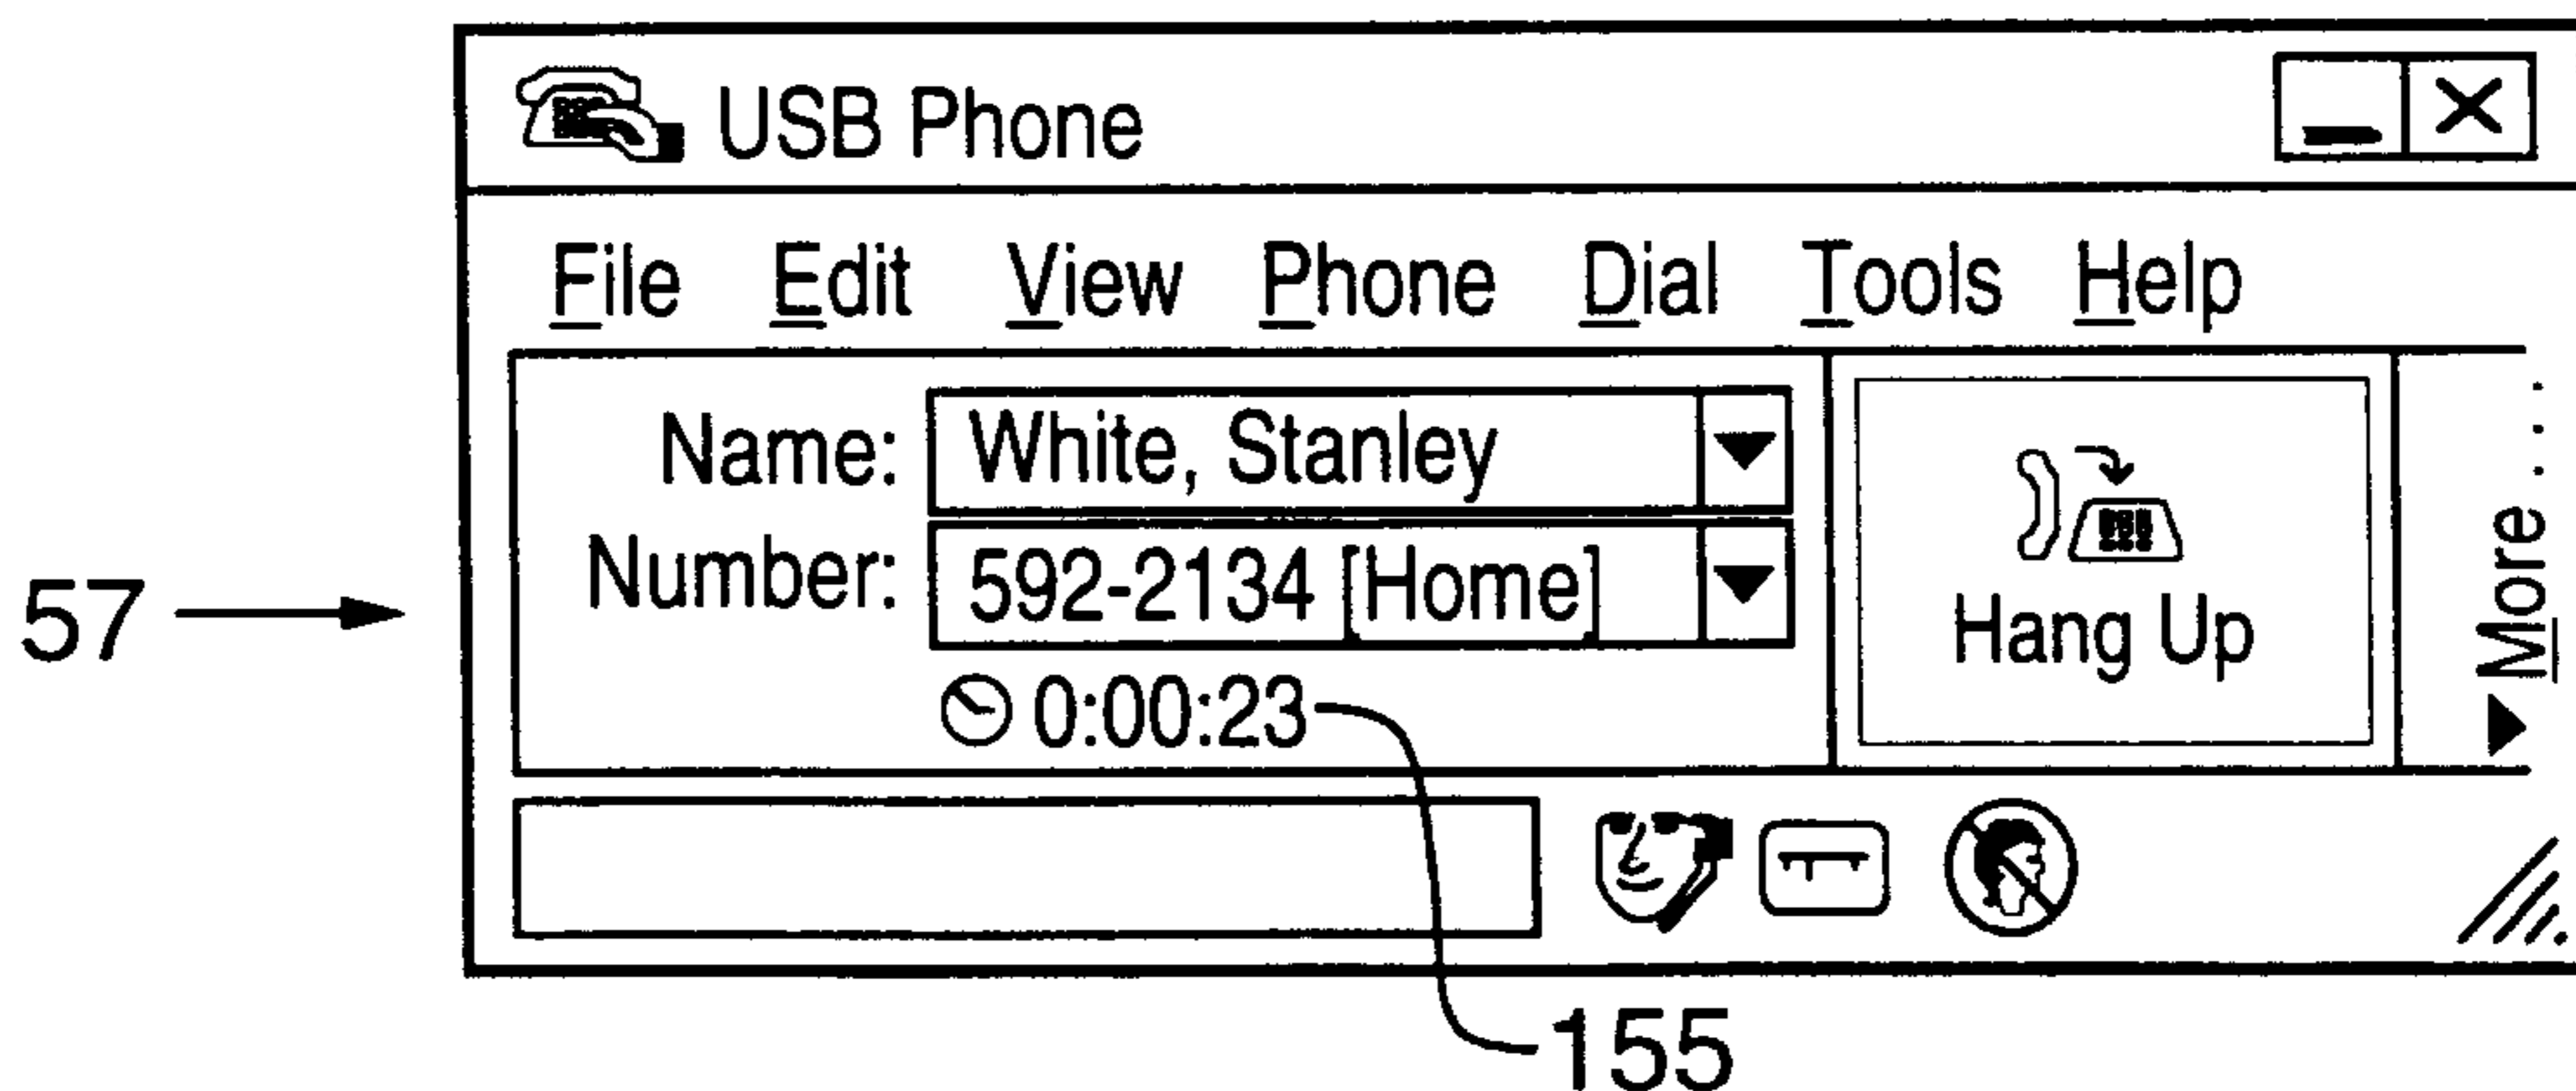 USB Phone
File Edit View Phone Dial Tools Help
Name: White, Stanley
Number: 592-2134 [Home]
0:00:23
Hang Up
More ....
57
155